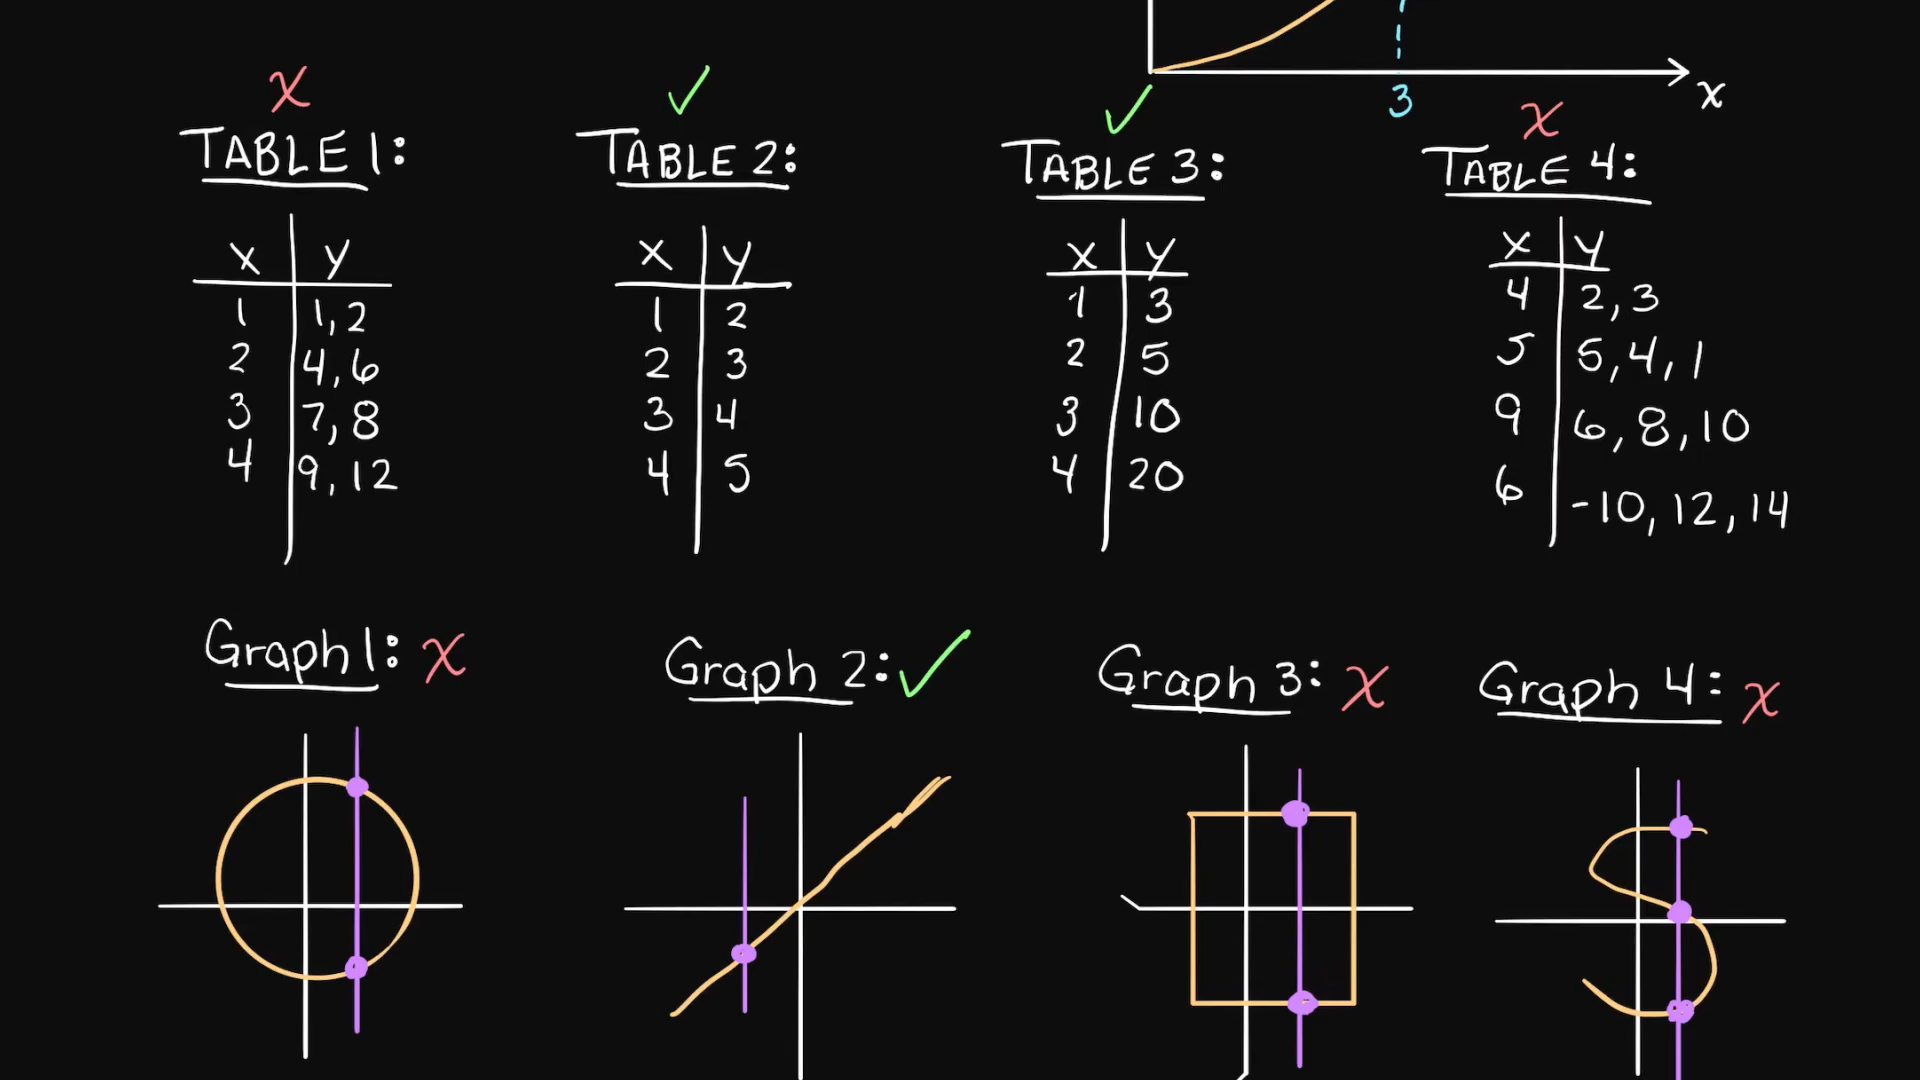 3
x
x ✓ ✓ x
TABLE 1: TABLE 2: TABLE 3: TABLE 4:
x y x y x y x y
1 1, 2 1 2 1 3 4 2, 3
2 4, 6 2 3 2 5 5 5, 4, 1
3 7, 8 3 4 3 10 9 6, 8, 10
4 9, 12 4 5 4 20 6 -10, 12, 14
Graph 1: x Graph 2: ✓ Graph 3: x Graph 4: x